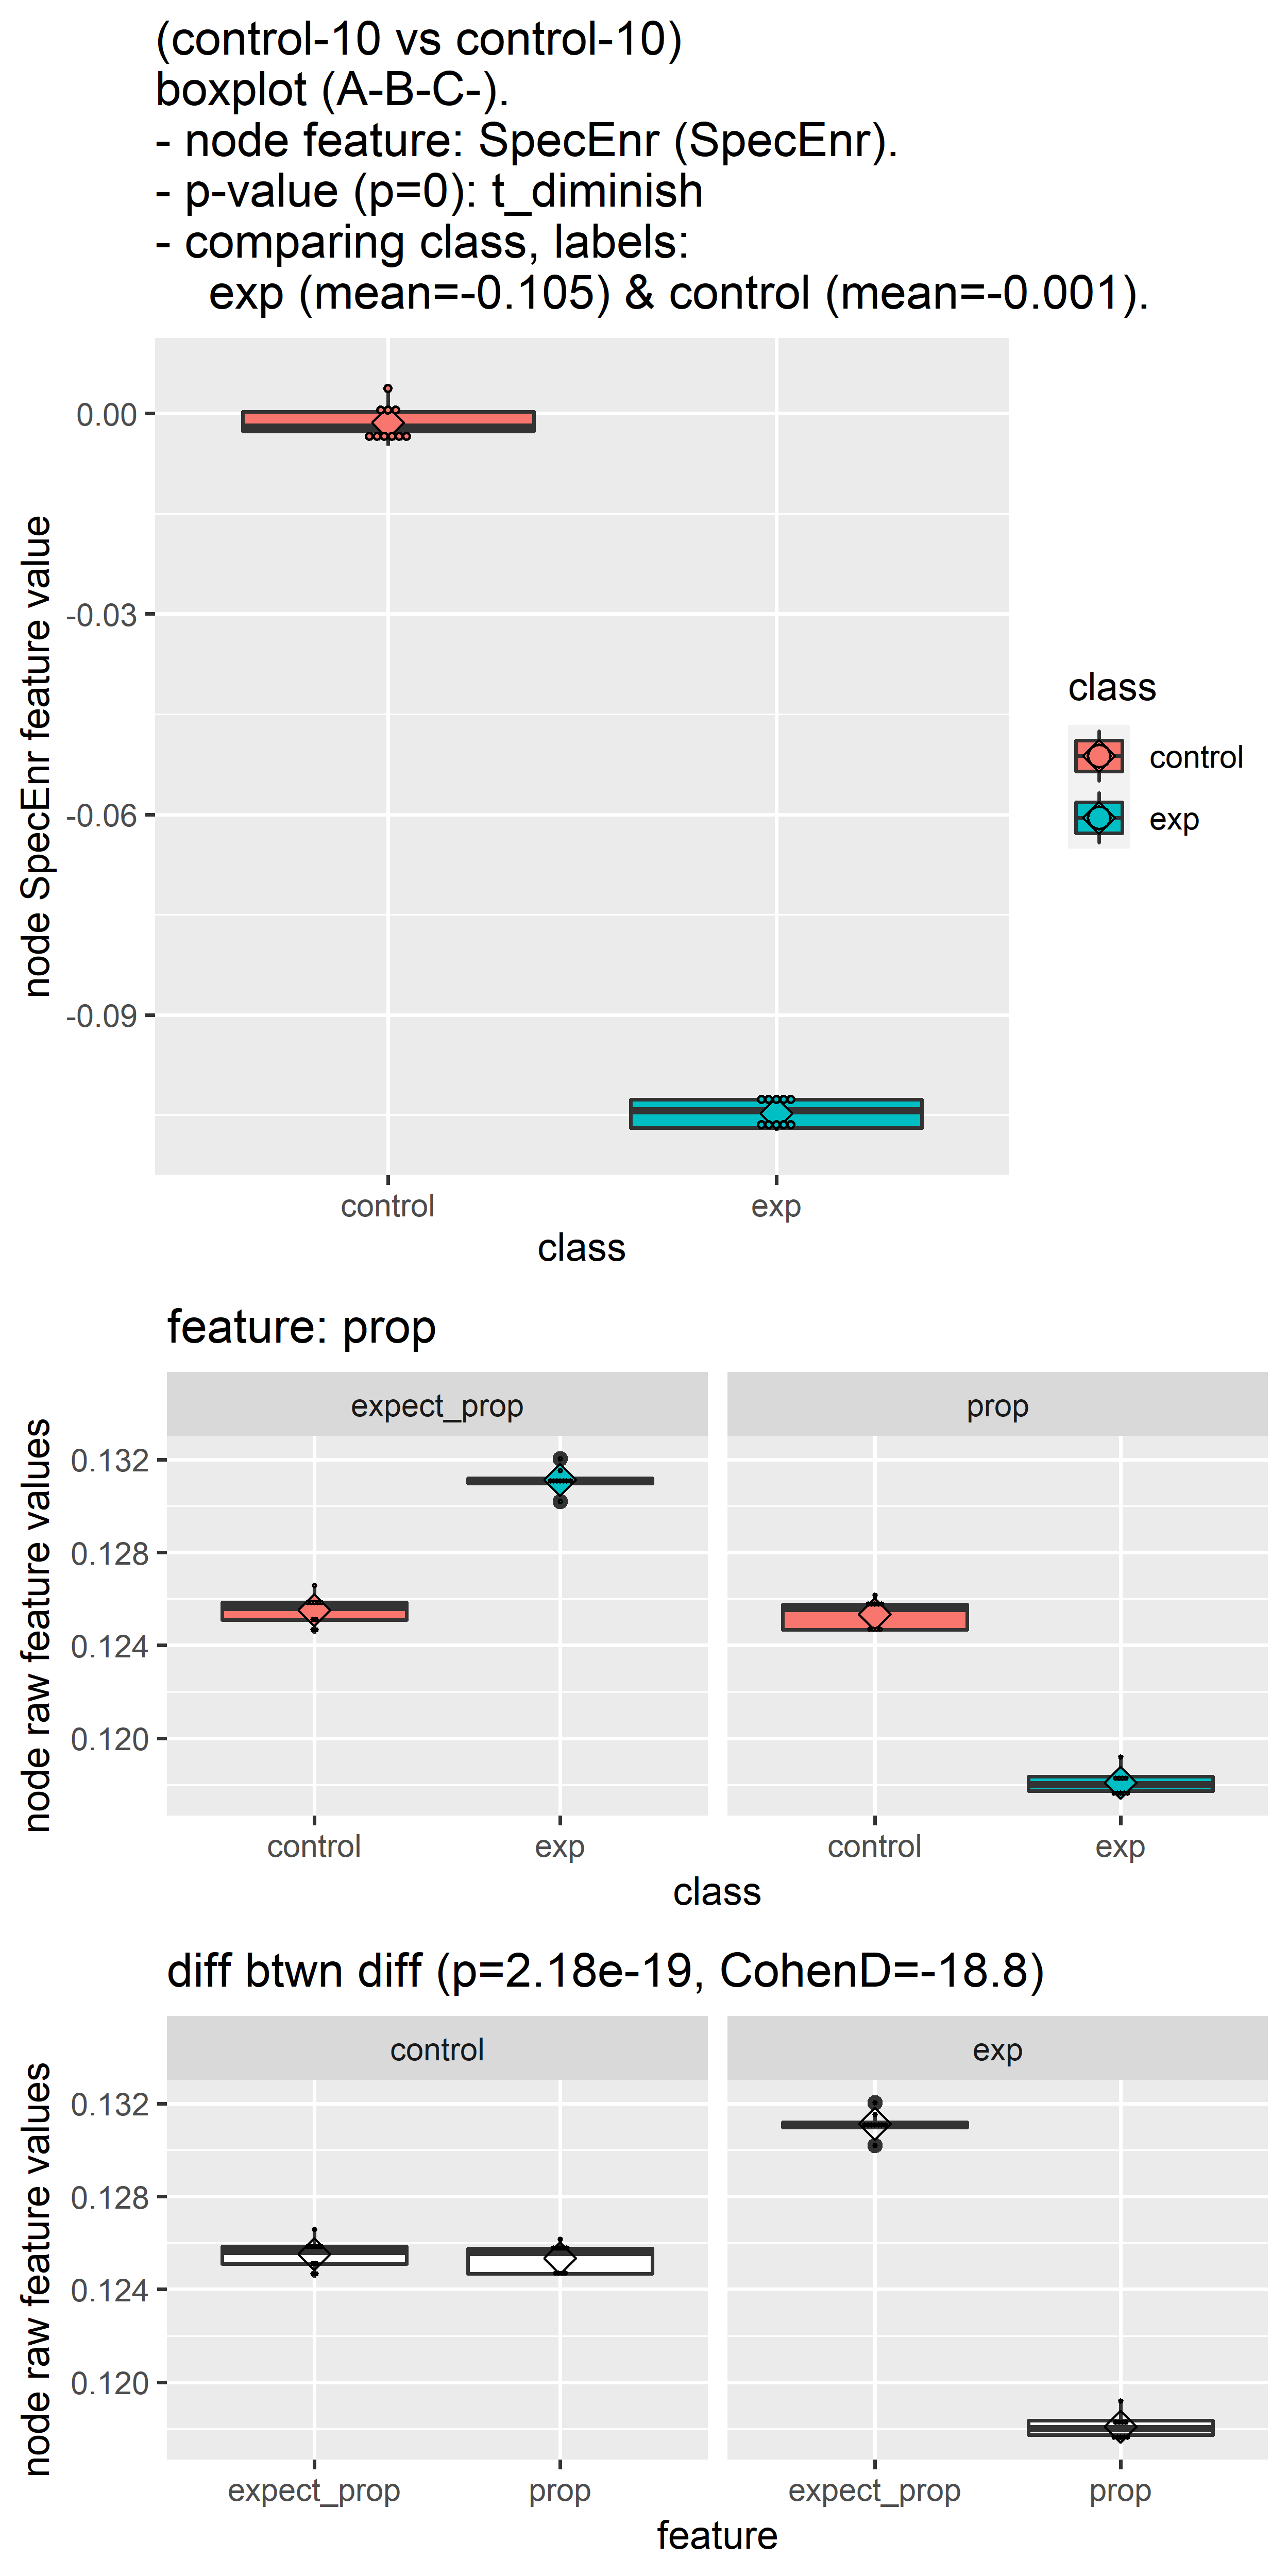 (control-10 vs control-10)
boxplot (A-B-C-).
- node feature: SpecEnr (SpecEnr).
- p-value (p=0): t_diminish
- comparing class, labels:
exp (mean=-0.105) & control (mean=-0.001).
node SpecEnr feature value
0.00
-0.03
-0.06
-0.09
control
exp
class
class
control
exp
feature: prop
node raw feature values
expect_prop
prop
0.132
0.128
0.124
0.120
control
exp
control
exp
class
diff btwn diff (p=2.18e-19, CohenD=-18.8)
node raw feature values
control
exp
0.132
0.128
0.124
0.120
expect_prop
prop
expect_prop
prop
feature